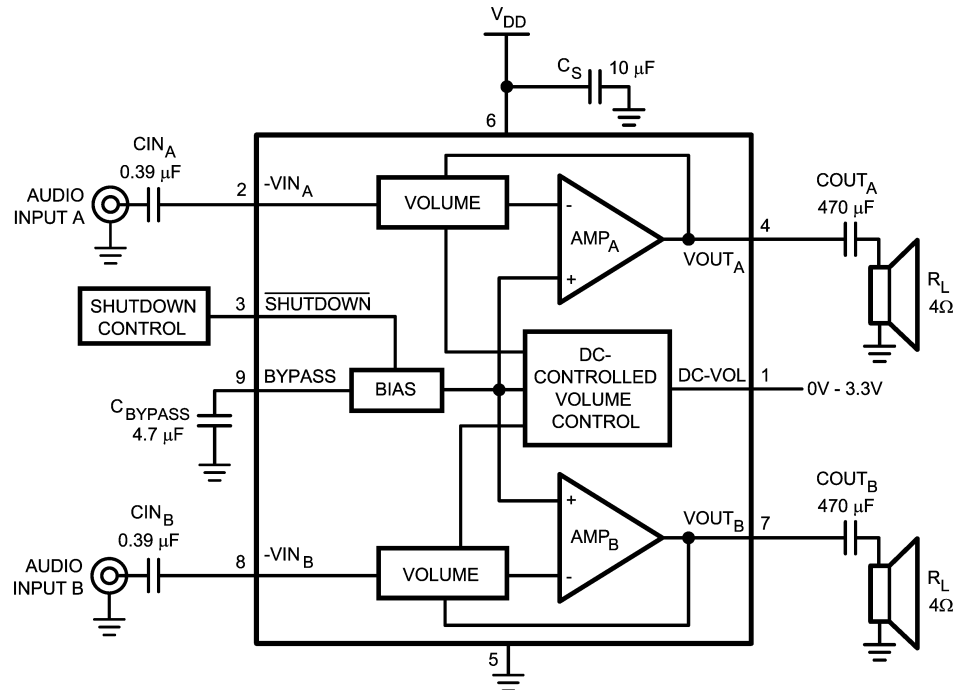 VDD
CS 10 μF
6
CINA
0.39 μF
AUDIO
INPUT A
2
-VINA
VOLUME
-
AMPA
+
VOUTA
4
COUTA
470 μF
RL
4Ω
SHUTDOWN
CONTROL
3
SHUTDOWN
9
BYPASS
BIAS
CBYPASS
4.7 μF
DC-
CONTROLLED
VOLUME
CONTROL
DC-VOL
1
0V - 3.3V
CINB
0.39 μF
AUDIO
INPUT B
8
-VINB
VOLUME
+
AMPB
-
VOUTB
7
COUTB
470 μF
RL
4Ω
5